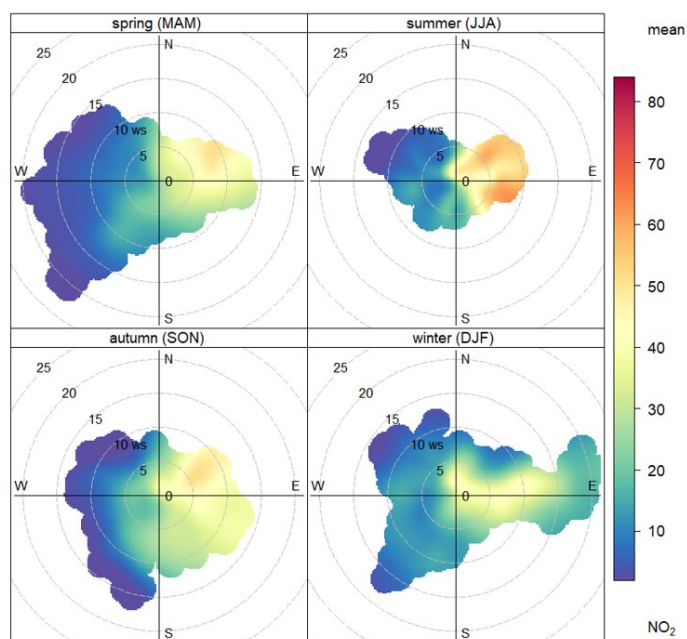 spring (MAM)
summer (JJA)
mean
25
20
15
10 ws
5
0
N
E
S
W
25
20
15
10 ws
5
0
N
E
S
W
80
70
60
50
40
30
20
10
autumn (SON)
winter (DJF)
25
20
15
10 ws
5
0
N
E
S
W
25
20
15
10 ws
5
0
N
E
S
W
NO₂